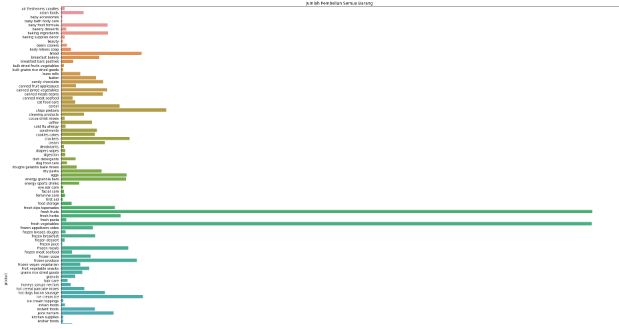 Jumlah Pembelian Semua Barang
air fresheners candles
asian foods
baby accessories
baby bath body care
baby food formula
bakery desserts
baking ingredients
baking supplies decor
beauty
beers coolers
body lotions soap
bread
breakfast bakery
breakfast bars pastries
bulk dried fruits vegetables
bulk grains rice dried goods
buns rolls
butter
candy chocolate
canned fruit applesauce
canned jarred vegetables
canned meals beans
canned meat seafood
cat food care
cereal
chips pretzels
cleaning products
cocoa drink mixes
coffee
cold flu allergy
condiments
cookies cakes
crackers
cream
deodorants
diapers wipes
digestion
dish detergents
dog food care
doughs gelatins bake mixes
dry pasta
eggs
energy granola bars
energy sports drinks
eye ear care
facial care
feminine care
first aid
food storage
fresh dips tapenades
fresh fruits
fresh herbs
fresh pasta
fresh vegetables
frozen appetizers sides
frozen breads doughs
frozen breakfast
frozen dessert
frozen juice
frozen meals
frozen meat seafood
frozen pizza
frozen produce
frozen vegan vegetarian
fruit vegetable snacks
grains rice dried goods
granola
hair care
honeys syrups nectars
hot cereal pancake mixes
hot dogs bacon sausage
ice cream ice
ice cream toppings
indian foods
instant foods
juice nectars
kitchen supplies
kosher foods
product